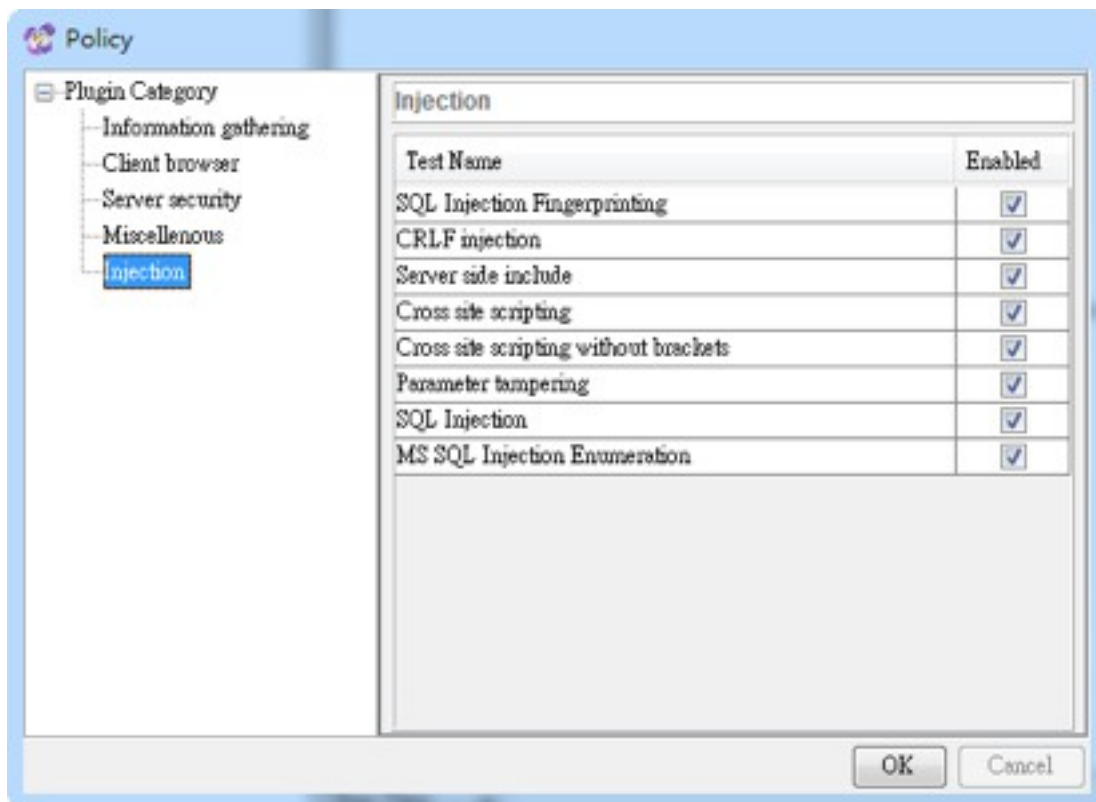 Policy
Plugin Category
Information gathering
Client browser
Server security
Miscellenous
Injection
Injection
Test Name Enabled
SQL Injection Fingerprinting
CRLF injection
Server side include
Cross site scripting
Cross site scripting without brackets
Parameter tampering
SQL Injection
MS SQL Injection Enumeration
OK Cancel